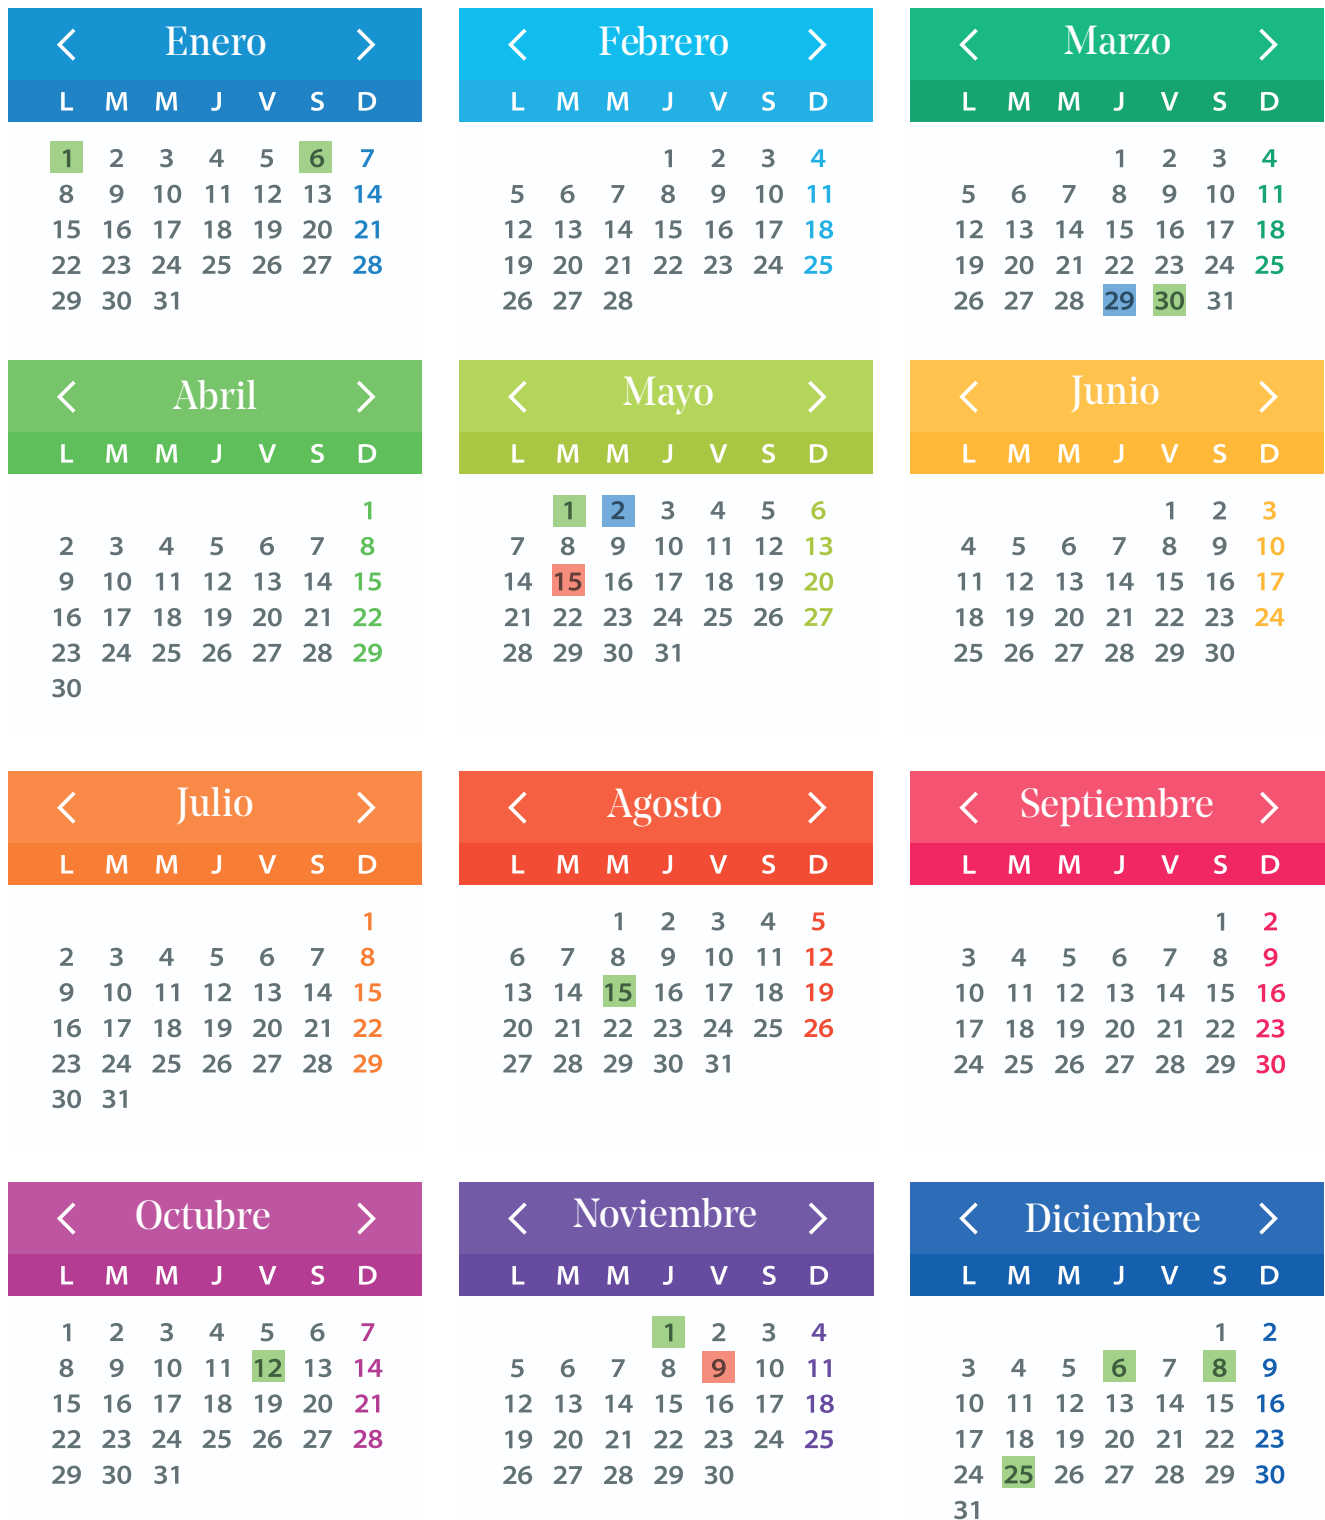 Enero
L M M J V S D
1 2 3 4 5 6 7
8 9 10 11 12 13 14
15 16 17 18 19 20 21
22 23 24 25 26 27 28
29 30 31
Febrero
L M M J V S D
1 2 3 4
5 6 7 8 9 10 11
12 13 14 15 16 17 18
19 20 21 22 23 24 25
26 27 28
Marzo
L M M J V S D
1 2 3 4
5 6 7 8 9 10 11
12 13 14 15 16 17 18
19 20 21 22 23 24 25
26 27 28 29 30 31
Abril
L M M J V S D
1
2 3 4 5 6 7 8
9 10 11 12 13 14 15
16 17 18 19 20 21 22
23 24 25 26 27 28 29
30
Mayo
L M M J V S D
1 2 3 4 5 6
7 8 9 10 11 12 13
14 15 16 17 18 19 20
21 22 23 24 25 26 27
28 29 30 31
Junio
L M M J V S D
1 2 3
4 5 6 7 8 9 10
11 12 13 14 15 16 17
18 19 20 21 22 23 24
25 26 27 28 29 30
Julio
L M M J V S D
1
2 3 4 5 6 7 8
9 10 11 12 13 14 15
16 17 18 19 20 21 22
23 24 25 26 27 28 29
30 31
Agosto
L M M J V S D
1 2 3 4 5
6 7 8 9 10 11 12
13 14 15 16 17 18 19
20 21 22 23 24 25 26
27 28 29 30 31
Septiembre
L M M J V S D
1 2
3 4 5 6 7 8 9
10 11 12 13 14 15 16
17 18 19 20 21 22 23
24 25 26 27 28 29 30
Octubre
L M M J V S D
1 2 3 4 5 6 7
8 9 10 11 12 13 14
15 16 17 18 19 20 21
22 23 24 25 26 27 28
29 30 31
Noviembre
L M M J V S D
1 2 3 4
5 6 7 8 9 10 11
12 13 14 15 16 17 18
19 20 21 22 23 24 25
26 27 28 29 30
Diciembre
L M M J V S D
1 2
3 4 5 6 7 8 9
10 11 12 13 14 15 16
17 18 19 20 21 22 23
24 25 26 27 28 29 30
31